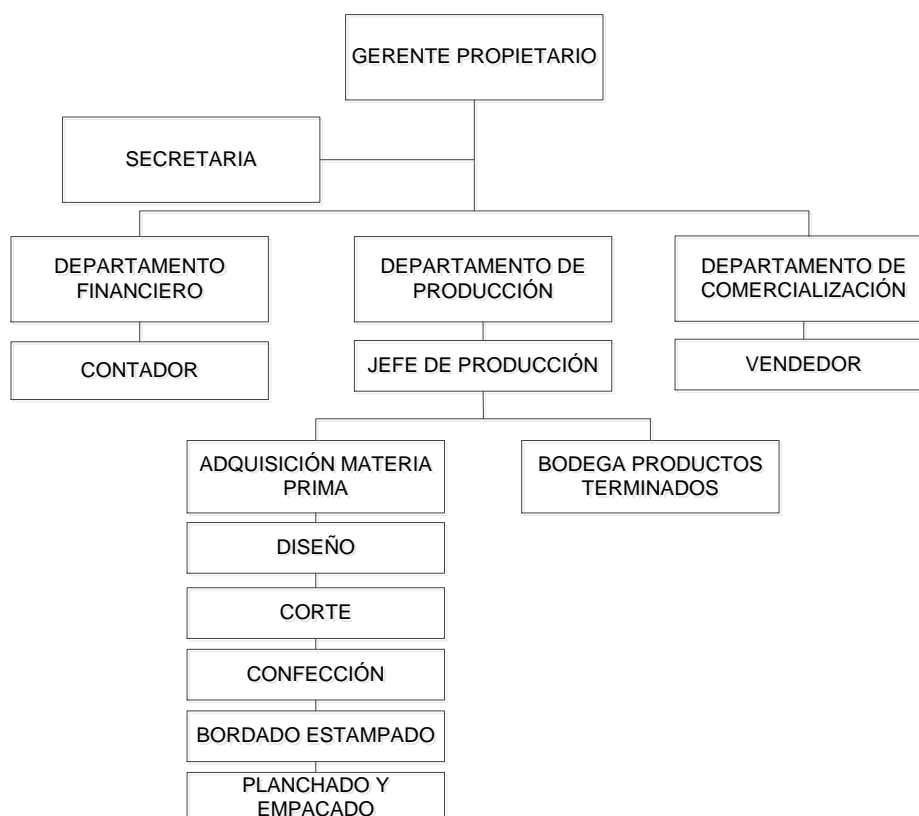 GERENTE PROPIETARIO
SECRETARIA
DEPARTAMENTO
FINANCIERO
DEPARTAMENTO DE
PRODUCCIÓN
DEPARTAMENTO DE
COMERCIALIZACIÓN
CONTADOR
JEFE DE PRODUCCIÓN
VENDEDOR
ADQUISICIÓN MATERIA
PRIMA
BODEGA PRODUCTOS
TERMINADOS
DISEÑO
CORTE
CONFECCIÓN
BORDADO ESTAMPADO
PLANCHADO Y
EMPACADO